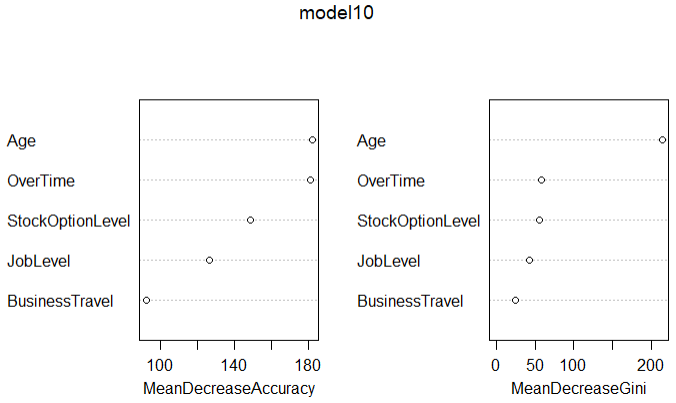 model10
Age
OverTime
StockOptionLevel
JobLevel
BusinessTravel
100 140 180
MeanDecreaseAccuracy
Age
OverTime
StockOptionLevel
JobLevel
BusinessTravel
0 50 100 200
MeanDecreaseGini